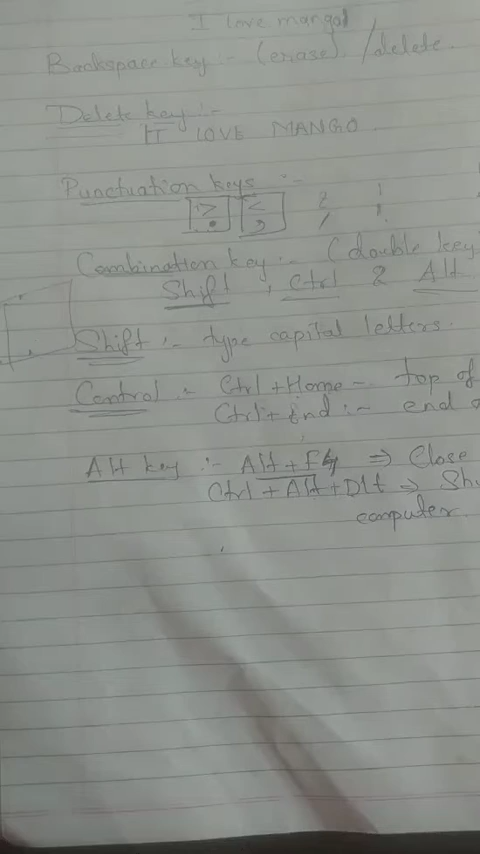 I love mango
Backspace key :- (erase) /delete.
Delete key :-
I LOVE MANGO
Punctuation keys :-
> < ? !
. , /
Combination key :- (double key
Shift , Ctrl & Alt
Shift :- type capital letters.
Control :- Ctrl + Home - top of
Ctrl + End :- end o
Alt key :- Alt + F4 ⇒ Close
Ctrl + Alt + Dlt ⇒ Sh
computer.